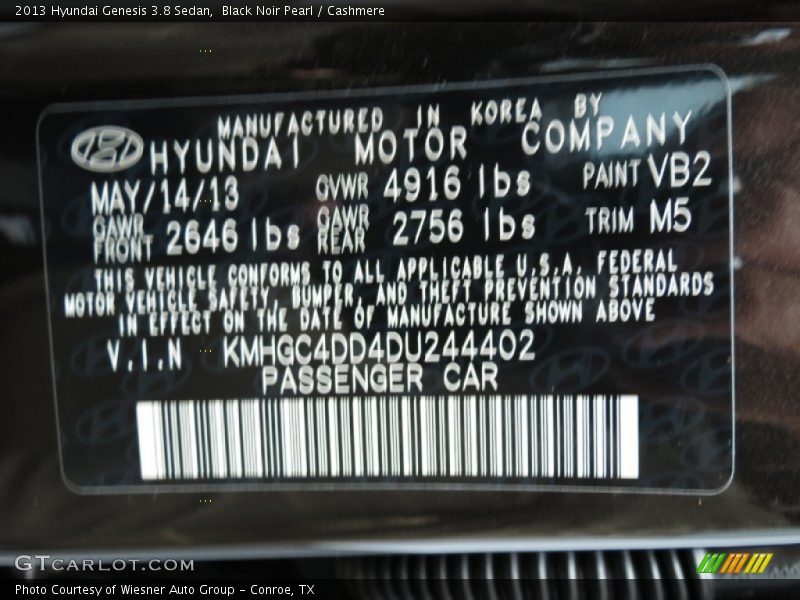 2013 Hyundai Genesis 3.8 Sedan,  Black Noir Pearl / Cashmere
MANUFACTURED IN KOREA BY
HYUNDAI MOTOR COMPANY
MAY/14/13 GVWR 4916 lbs PAINT VB2
GAWR FRONT 2646 lbs GAWR REAR 2756 lbs TRIM M5
THIS VEHICLE CONFORMS TO ALL APPLICABLE U.S.A. FEDERAL
MOTOR VEHICLE SAFETY, BUMPER, AND THEFT PREVENTION STANDARDS
IN EFFECT ON THE DATE OF MANUFACTURE SHOWN ABOVE
V.I.N KMHGC4DD4DU244402
PASSENGER CAR
GTCARLOT.COM
Photo Courtesy of Wiesner Auto Group - Conroe, TX